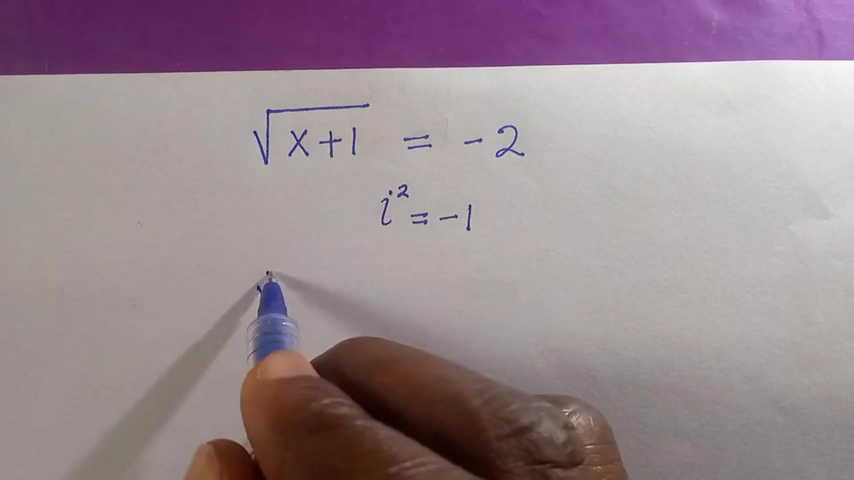 √(x+1) = -2
i² = -1